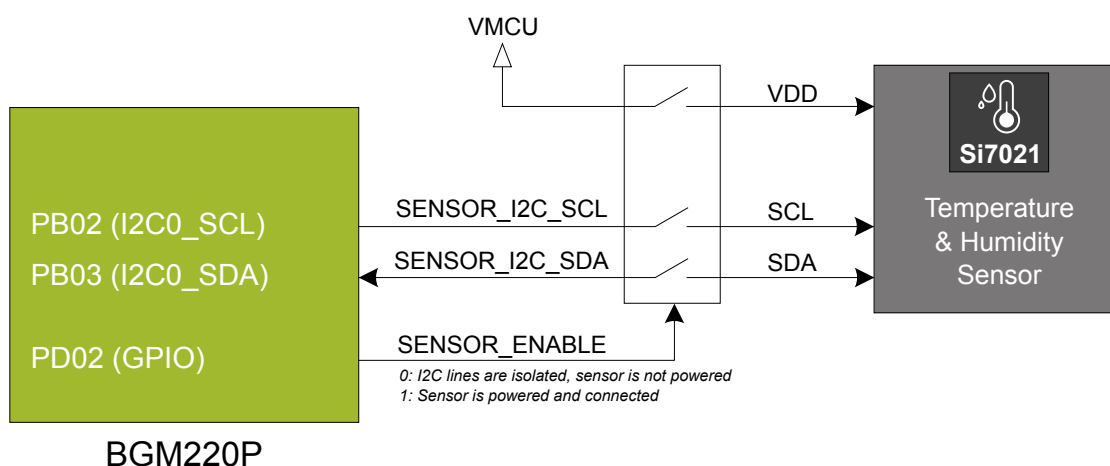 VMCU
VDD
Si7021
PB02 (I2C0_SCL)
SENSOR_I2C_SCL
SCL
Temperature
& Humidity
Sensor
PB03 (I2C0_SDA)
SENSOR_I2C_SDA
SDA
PD02 (GPIO)
SENSOR_ENABLE
0: I2C lines are isolated, sensor is not powered
1: Sensor is powered and connected
BGM220P